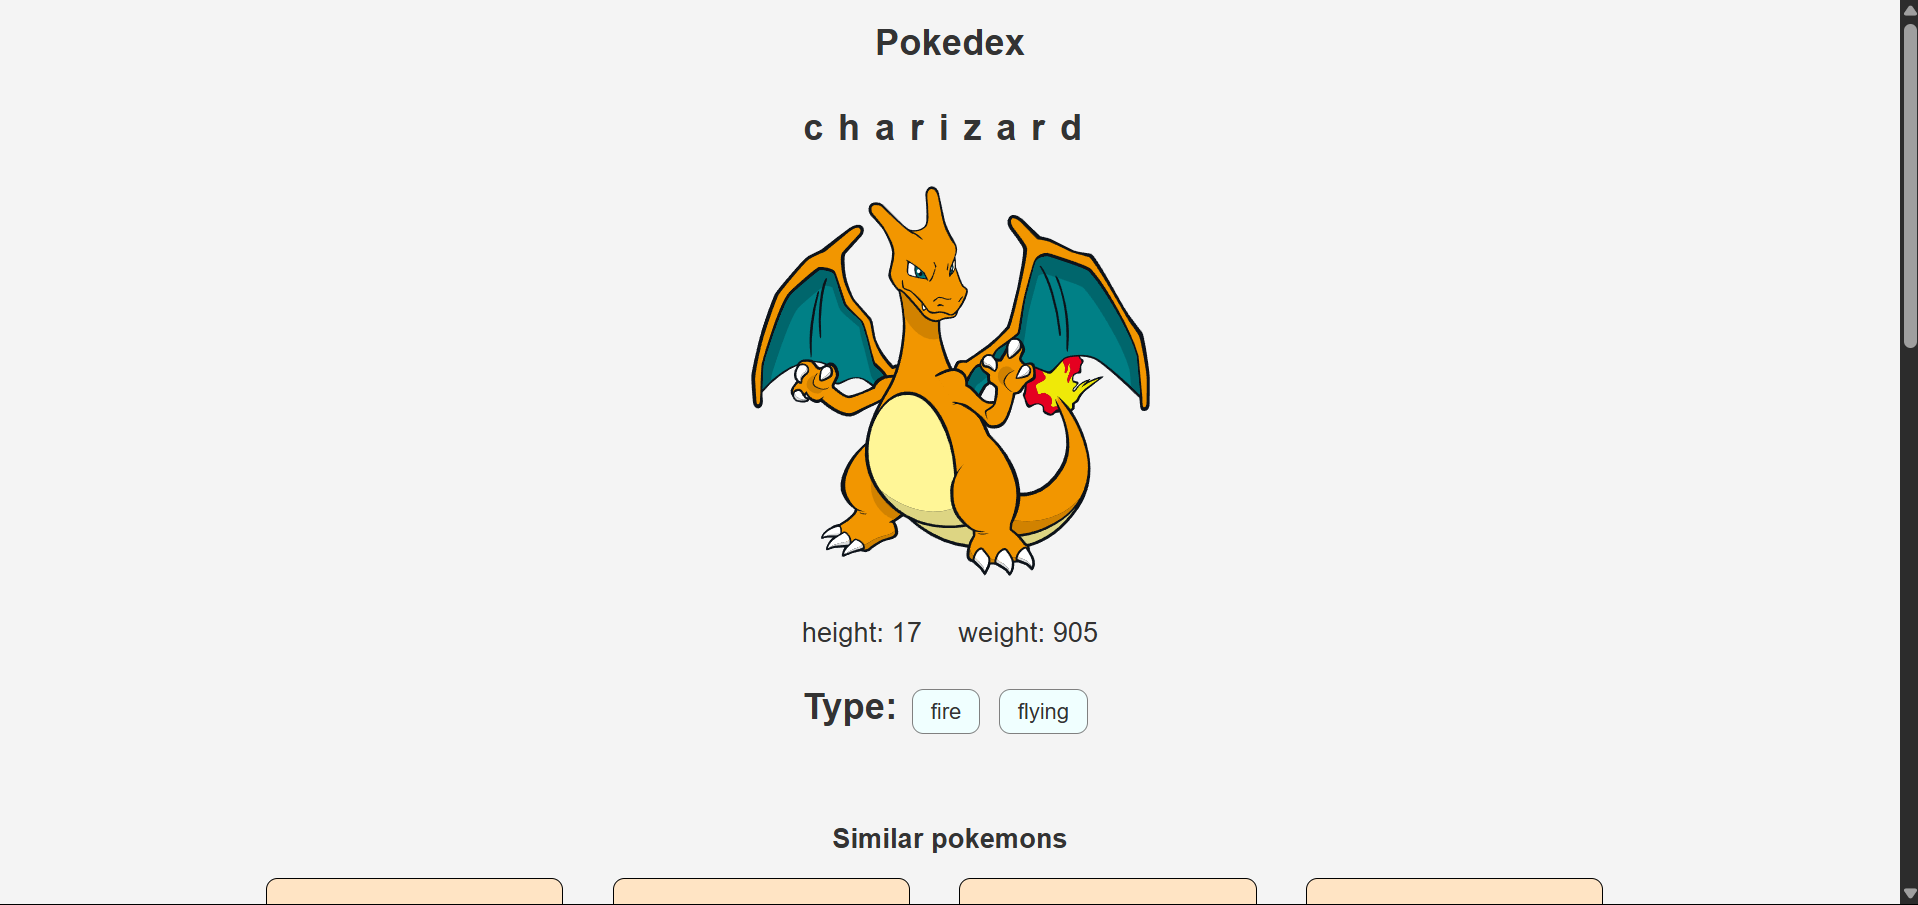 Pokedex
c h a r i z a r d
height: 17 weight: 905
Type: fire flying
Similar pokemons